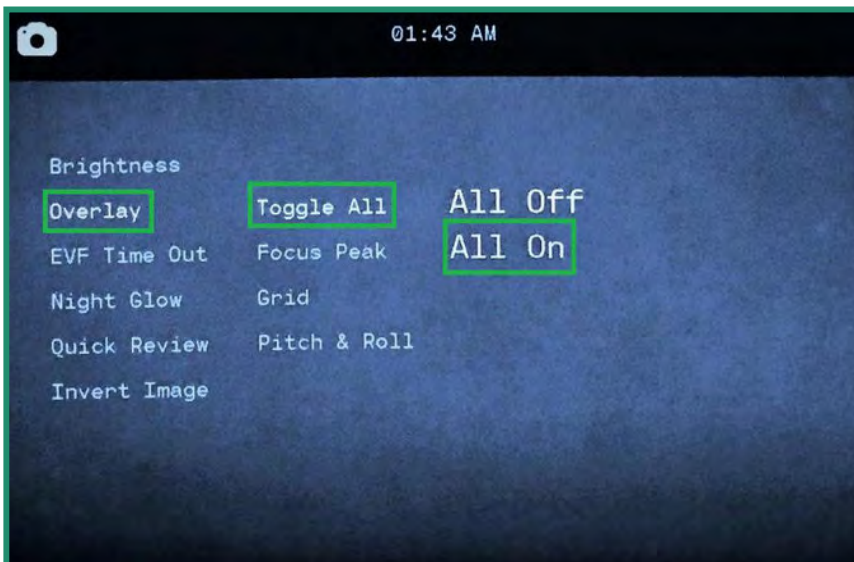 01:43 AM
Brightness
Overlay
EVF Time Out
Night Glow
Quick Review
Invert Image
Toggle All
Focus Peak
Grid
Pitch & Roll
All Off
All On